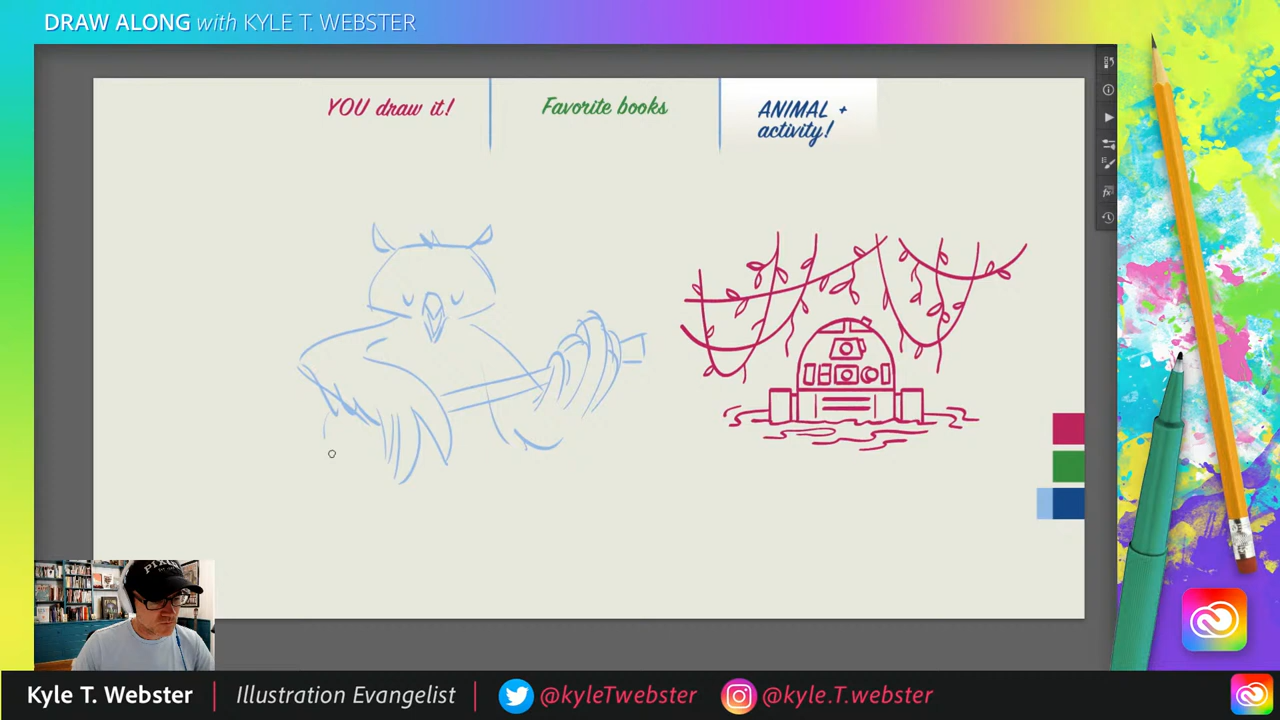 DRAW ALONG with KYLE T. WEBSTER
YOU draw it!
Favorite books
ANIMAL +
activity!
Kyle T. Webster
Illustration Evangelist
@kyleTwebster
@kyle.T.webster